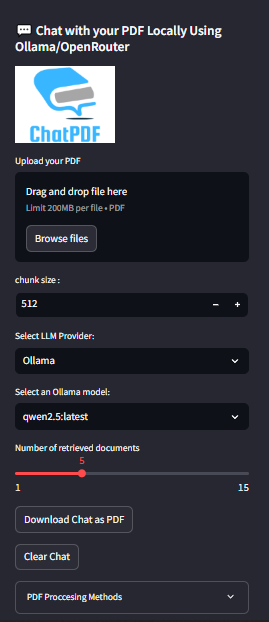 💬 Chat with your PDF Locally Using
Ollama/OpenRouter
ChatPDF
Upload your PDF
Drag and drop file here
Limit 200MB per file • PDF
Browse files
chunk size :
512
Select LLM Provider:
Ollama
Select an Ollama model:
qwen2.5:latest
Number of retrieved documents
5
1 15
Download Chat as PDF
Clear Chat
PDF Proccesing Methods